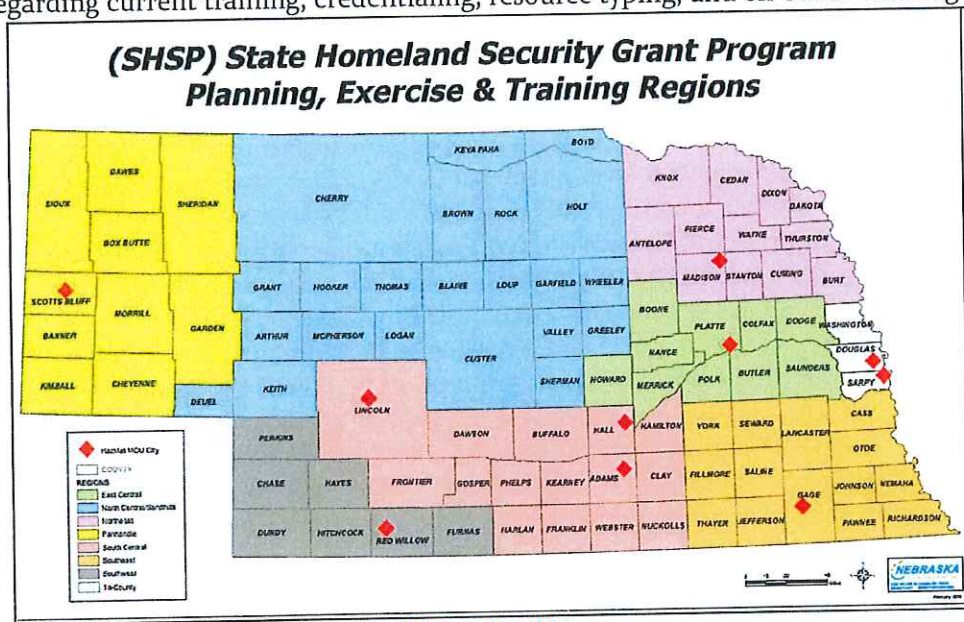 egarding current training, credentialing, resource typing, and
(SHSP) State Homeland Security Grant Program
Planning, Exercise & Training Regions
KEYA PAHA BOYD
DAWES KNOX CEDAR
SIOUX SHERIDAN CHERRY BROWN ROCK HOLT DIXON DAKOTA
BOX BUTTE ANTELOPE PIERCE WAYNE THURSTON
SCOTTS BLUFF GRANT HOOKER THOMAS BLAINE LOUP GARFIELD WHEELER MADISON STANTON CUMING BURT
MORRILL GARDEN BOONE
BANNER ARTHUR MCPHERSON LOGAN VALLEY GREELEY PLATTE COLFAX DODGE WASHINGTON
NANCE DOUGLAS
KIMBALL CHEYENNE DEUEL KEITH CUSTER SHERMAN HOWARD MERRICK POLK BUTLER SAUNDERS SARPY
LINCOLN
PERKINS DAWSON BUFFALO HALL HAMILTON YORK SEWARD LANCASTER CASS
OTOE
CHASE HAYES FRONTIER GOSPER PHELPS KEARNEY ADAMS CLAY FILLMORE SALINE GAGE JOHNSON NEMAHA
DUNDY HITCHCOCK RED WILLOW FURNAS HARLAN FRANKLIN WEBSTER NUCKOLLS THAYER JEFFERSON PAWNEE RICHARDSON
HazMat MOU City
COUNTY
REGIONS
East Central
North Central/Sandhills
Northeast
Panhandle
South Central
Southeast
Southwest
Tri-County
NEBRASKA